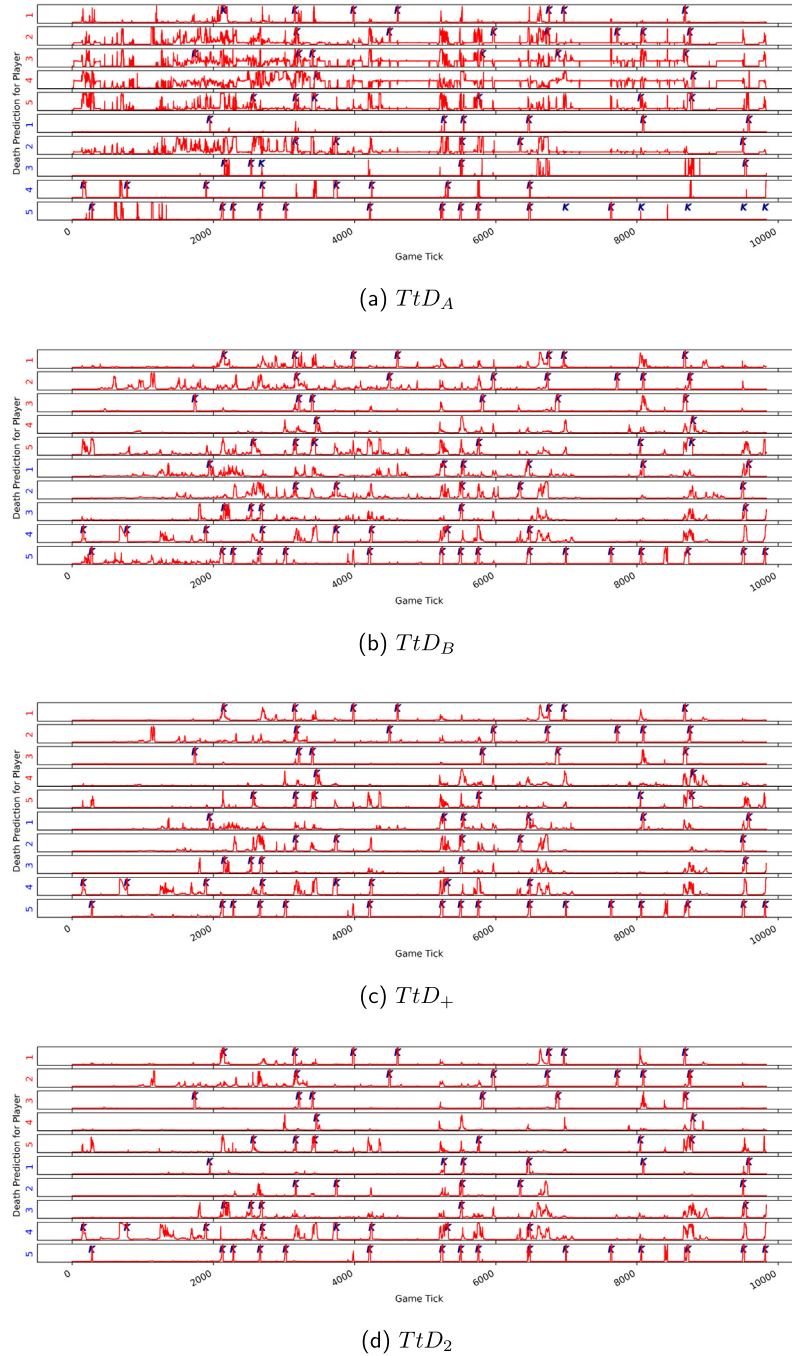 Death Prediction for Player
1
2
3
4
5
1
2
3
4
5
K K K K K K K
K K K K K K K
K K K K K K
K K
K K K K K K
K K K K K K
K K K K K
K K K K K
K K K K K K K K
K K K K K K K K K K K K K K K K
0 2000 4000 6000 8000 10000
Game Tick
(a) TtD_A
Death Prediction for Player
1
2
3
4
5
1
2
3
4
5
0 2000 4000 6000 8000 10000
Game Tick
(b) TtD_B
Death Prediction for Player
1
2
3
4
5
1
2
3
4
5
0 2000 4000 6000 8000 10000
Game Tick
(c) TtD_+
Death Prediction for Player
1
2
3
4
5
1
2
3
4
5
0 2000 4000 6000 8000 10000
Game Tick
(d) TtD_2